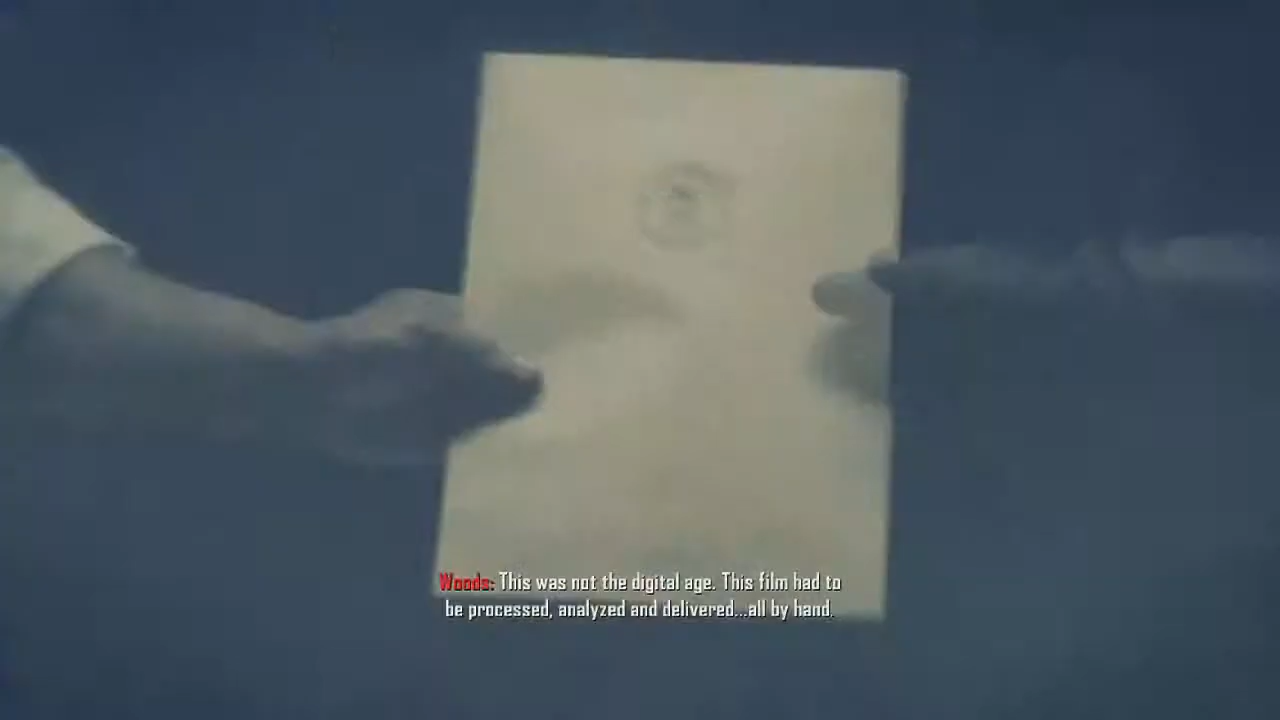 Woods: This was not the digital age. This film had to
be processed, analyzed and delivered...all by hand.